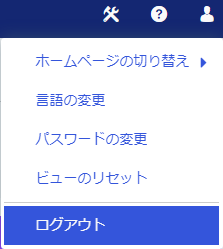 ホームページの切り替え
言語の変更
パスワードの変更
ビューのリセット
ログアウト